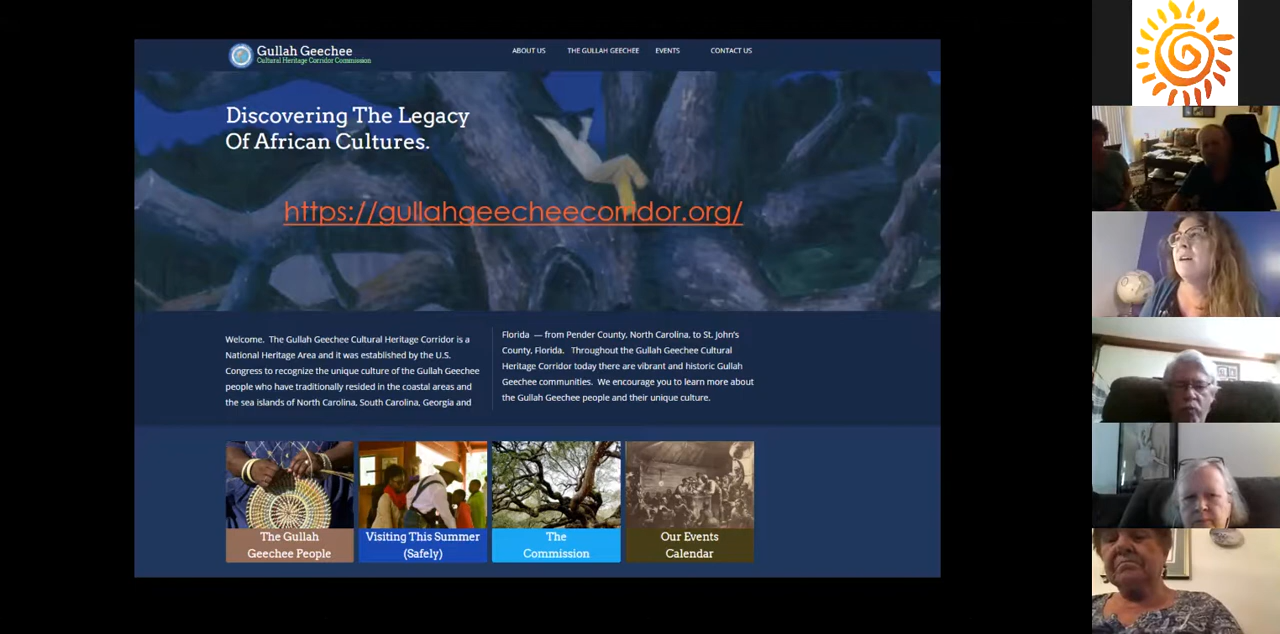 Gullah Geechee
Cultural Heritage Corridor Commission
ABOUT US
THE GULLAH GEECHEE
EVENTS
CONTACT US
Discovering The Legacy
Of African Cultures.
https://gullahgeecheecorridor.org/
Welcome. The Gullah Geechee Cultural Heritage Corridor is a
National Heritage Area and it was established by the U.S.
Congress to recognize the unique culture of the Gullah Geechee
people who have traditionally resided in the coastal areas and
the sea islands of North Carolina, South Carolina, Georgia and
Florida — from Pender County, North Carolina, to St. John's
County, Florida. Throughout the Gullah Geechee Cultural
Heritage Corridor today there are vibrant and historic Gullah
Geechee communities. We encourage you to learn more about
the Gullah Geechee people and their unique culture.
The Gullah
Geechee People
Visiting This Summer
(Safely)
The
Commission
Our Events
Calendar